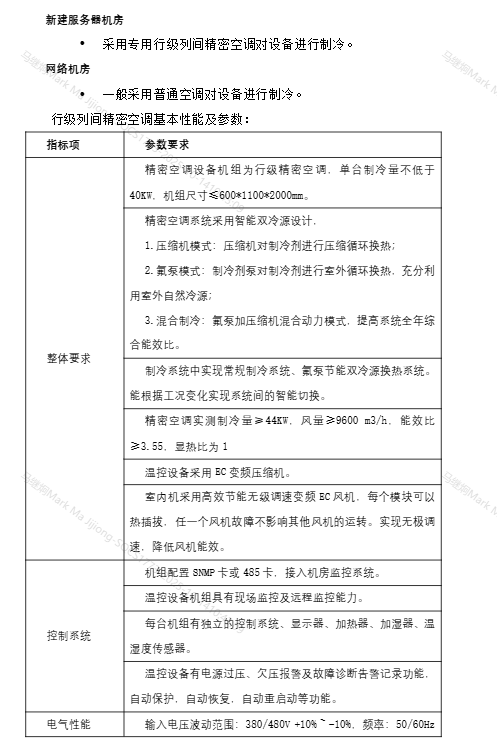 新建服务器机房
• 采用专用行级列间精密空调对设备进行制冷。
网络机房
• 一般采用普通空调对设备进行制冷。
行级列间精密空调基本性能及参数:
指标项 参数要求
整体要求
精密空调设备机组为行级精密空调，单台制冷量不低于
40KW，机组尺寸≤600*1100*2000mm。
精密空调系统采用智能双冷源设计，
1.压缩机模式：压缩机对制冷剂进行压缩循环换热；
2.氟泵模式：制冷剂泵对制冷剂进行室外循环换热，充分利
用室外自然冷源；
3.混合制冷：氟泵加压缩机混合动力模式，提高系统全年综
合能效比。
制冷系统中实现常规制冷系统、氟泵节能双冷源换热系统。
能根据工况变化实现系统间的智能切换。
精密空调实测制冷量≥44KW，风量≥9600 m3/h，能效比
≥3.55，显热比为 1
温控设备采用 EC 变频压缩机。
室内机采用高效节能无级调速变频 EC 风机，每个模块可以
热插拔，任一个风机故障不影响其他风机的运转。实现无极调
速，降低风机能效。
控制系统
机组配置 SNMP 卡或 485 卡，接入机房监控系统。
温控设备机组具有现场监控及远程监控能力。
每台机组有独立的控制系统、显示器、加热器、加湿器、温
湿度传感器。
温控设备有电源过压、欠压报警及故障诊断告警记录功能，
自动保护，自动恢复，自动重启动等功能。
电气性能 输入电压波动范围：380/480V +10%~-10%，频率：50/60Hz